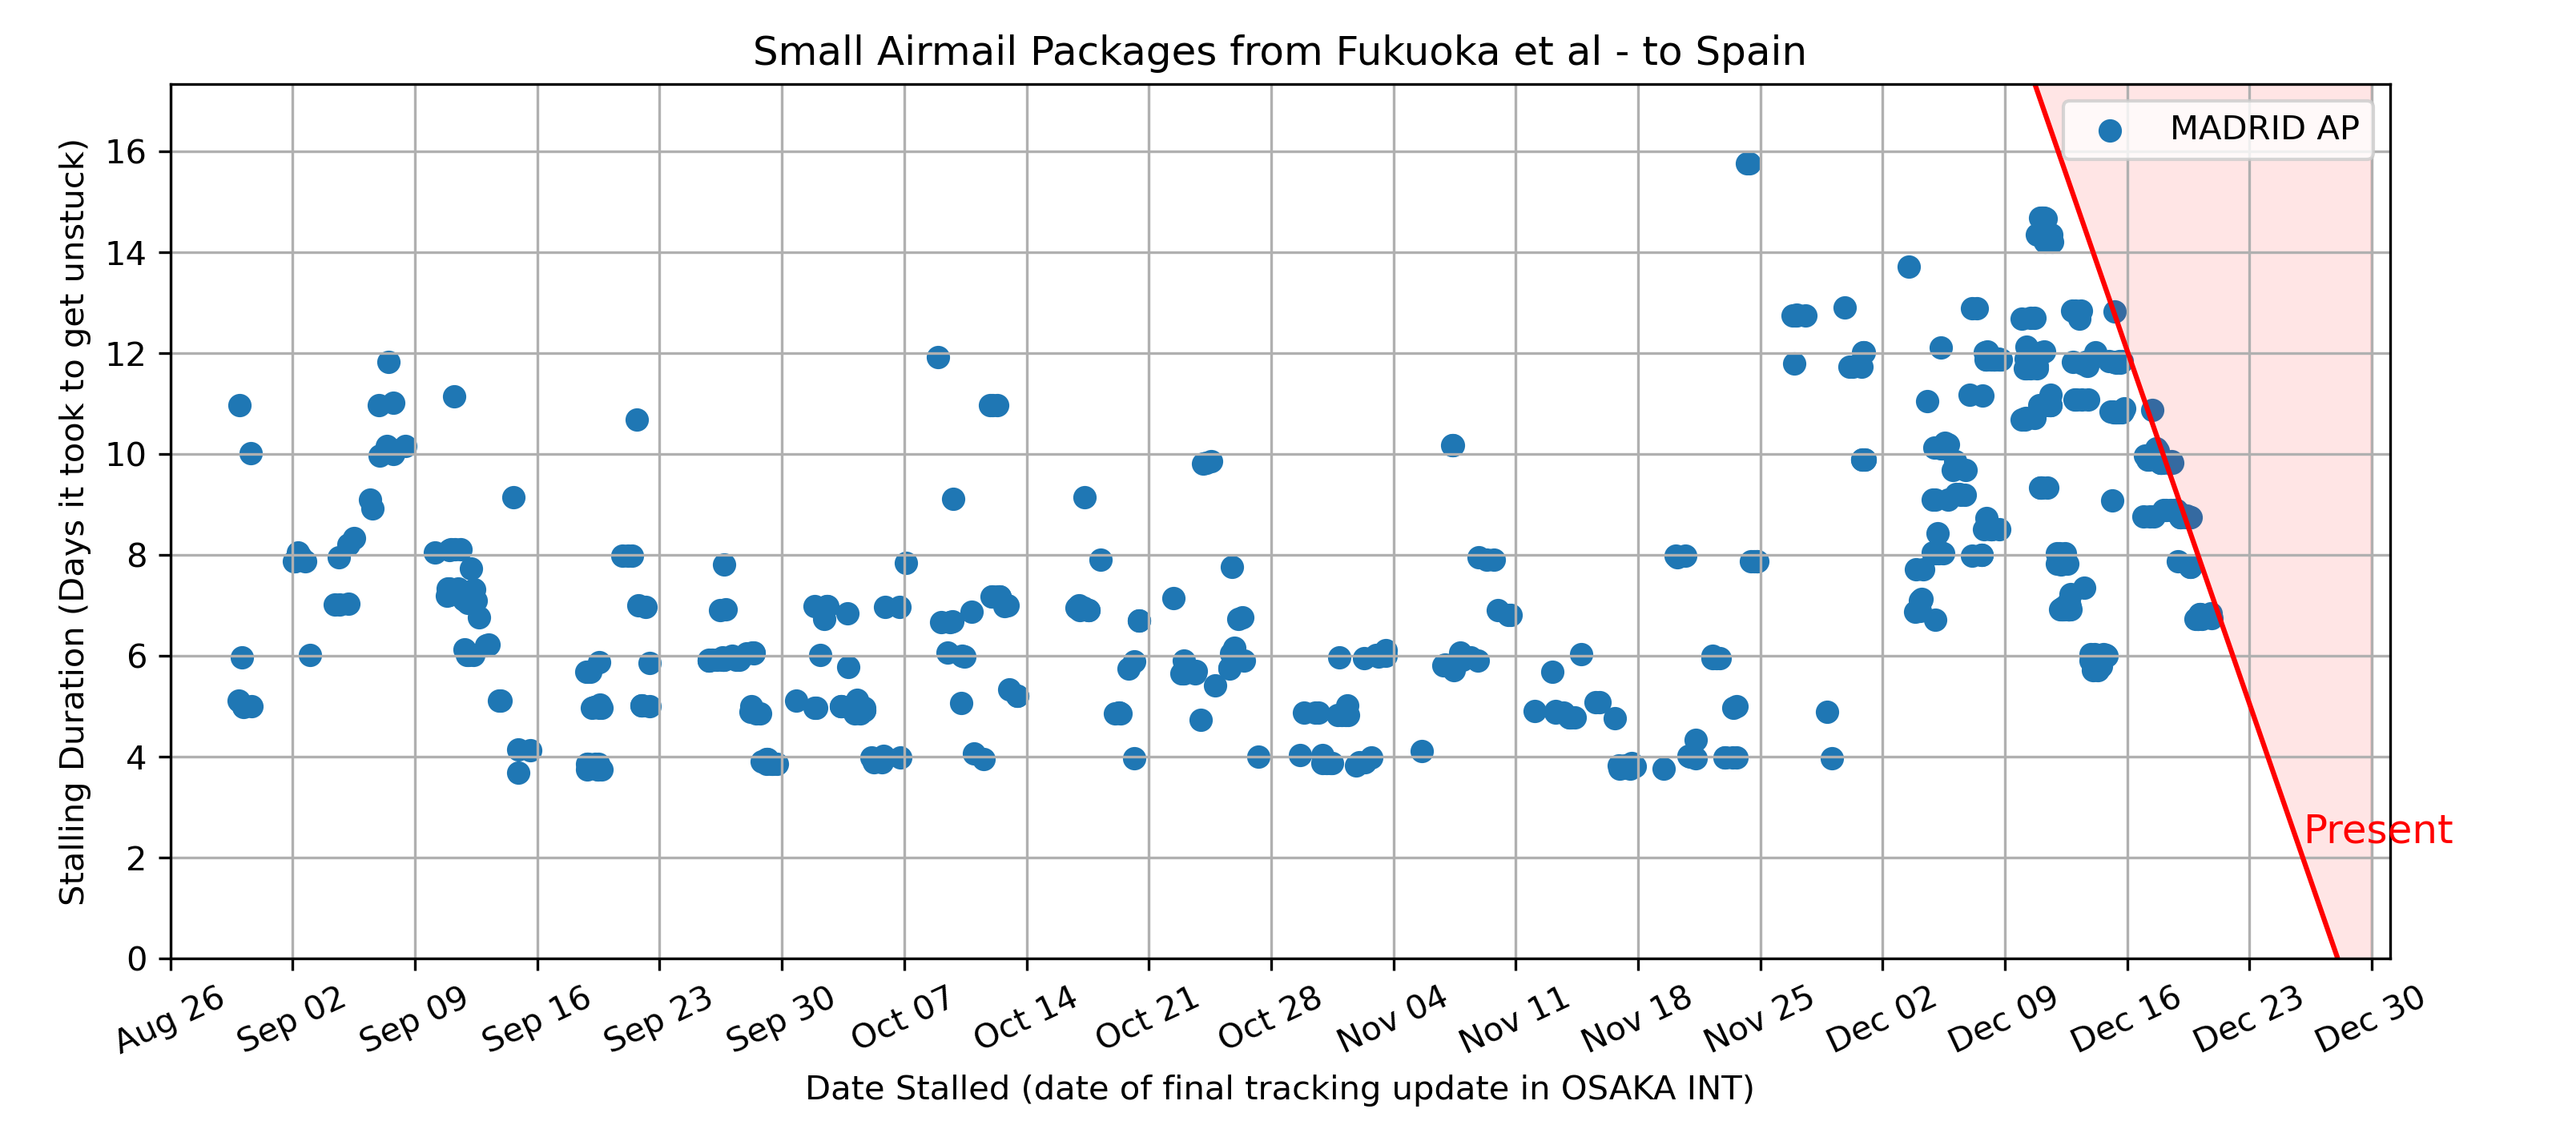 Small Airmail Packages from Fukuoka et al - to Spain
MADRID AP
Stalling Duration (Days it took to get unstuck)
16
14
12
10
8
6
4
2
0
Present
Aug 26
Sep 02
Sep 09
Sep 16
Sep 23
Sep 30
Oct 07
Oct 14
Oct 21
Oct 28
Nov 04
Nov 11
Nov 18
Nov 25
Dec 02
Dec 09
Dec 16
Dec 23
Dec 30
Date Stalled (date of final tracking update in OSAKA INT)